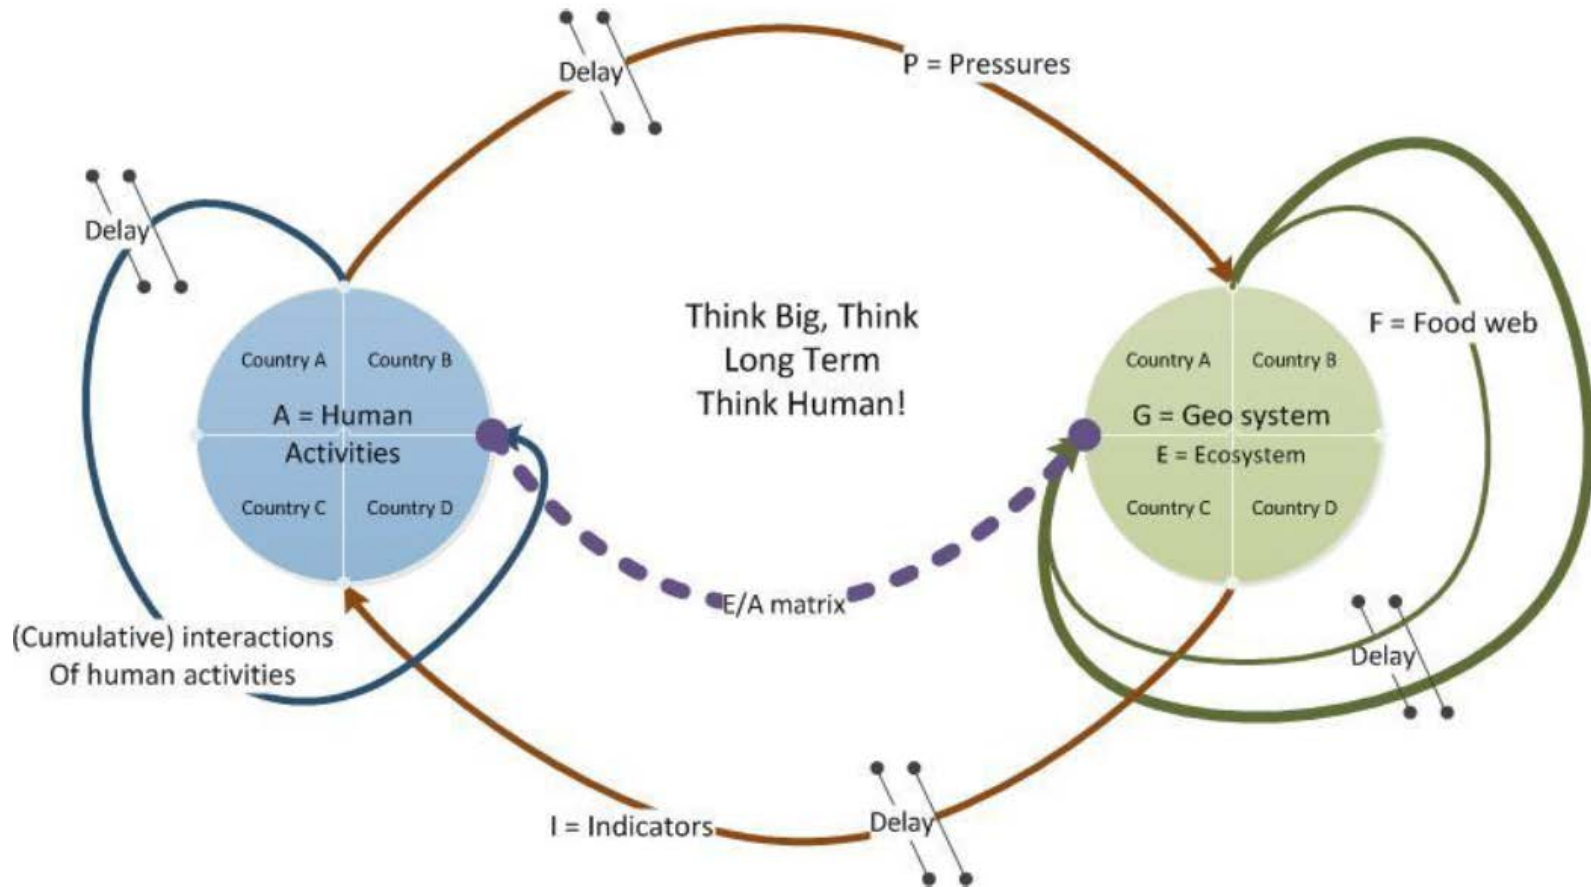 Delay
P = Pressures
Delay
Think Big, Think
Long Term
Think Human!
F = Food web
Country A
Country B
A = Human
Activities
Country C
Country D
Country A
Country B
G = Geo system
E = Ecosystem
Country C
Country D
E/A matrix
(Cumulative) interactions
Of human activities
Delay
I = Indicators
Delay